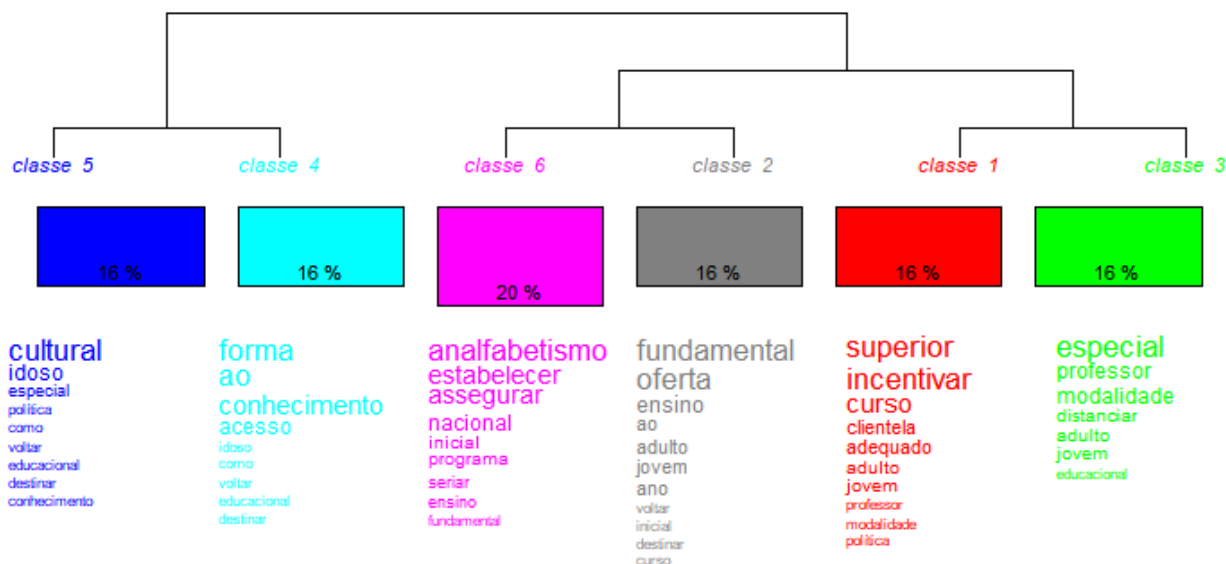 classe 5
classe 4
classe 6
classe 2
classe 1
classe 3
16 %
16 %
20 %
16 %
16 %
16 %
cultural
idoso
especial
política
como
voltar
educacional
destinar
conhecimento
forma
ao
conhecimento
acesso
idoso
como
voltar
educacional
destinar
analfabetismo
estabelecer
assegurar
nacional
inicial
programa
seriar
ensino
fundamental
fundamental
oferta
ensino
ao
adulto
jovem
ano
voltar
inicial
destinar
curso
superior
incentivar
curso
clientela
adequado
adulto
jovem
professor
modalidade
política
especial
professor
modalidade
distanciar
adulto
jovem
educacional